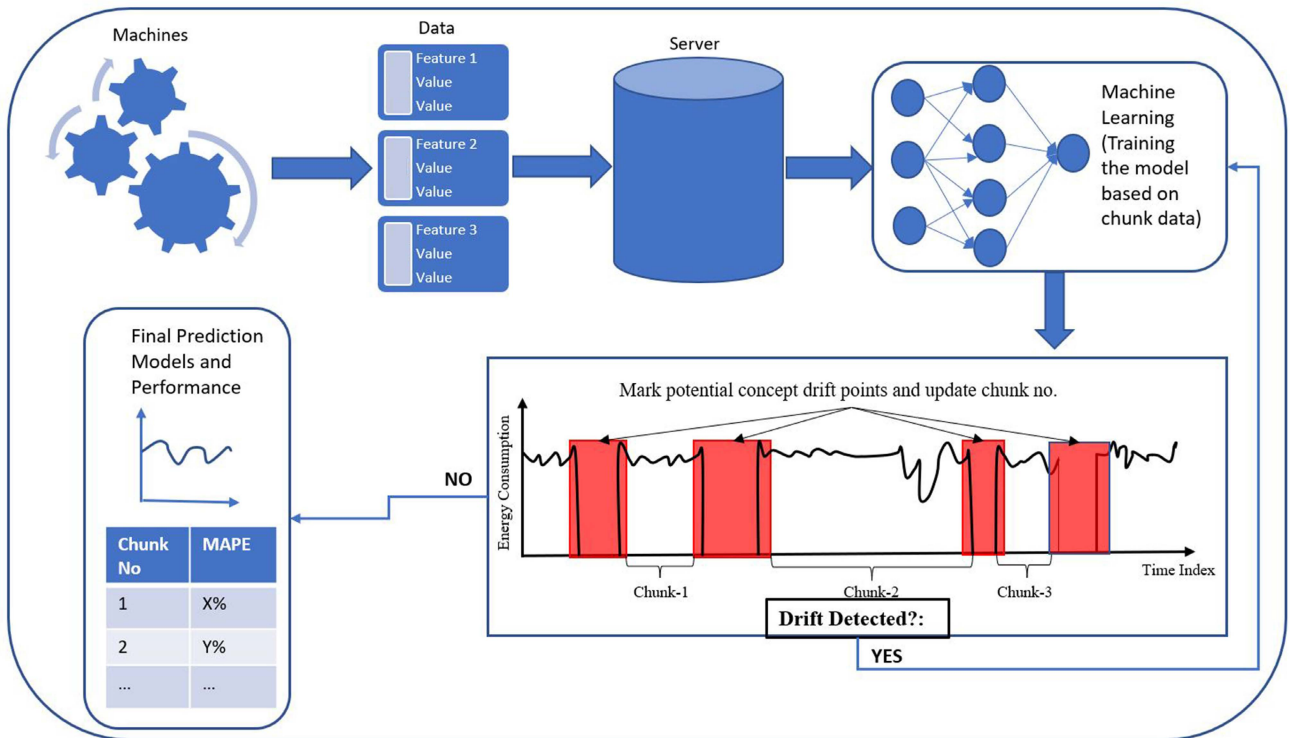 Machines
Data
Feature 1
Value
Value
Feature 2
Value
Value
Feature 3
Value
Value
Server
Machine
Learning
(Training
the model
based on
chunk data)
Mark potential concept drift points and update chunk no.
Energy Consumption
Time Index
Chunk-1
Chunk-2
Chunk-3
Drift Detected?:
YES
NO
Final Prediction
Models and
Performance
Chunk No MAPE
1 X%
2 Y%
... ...